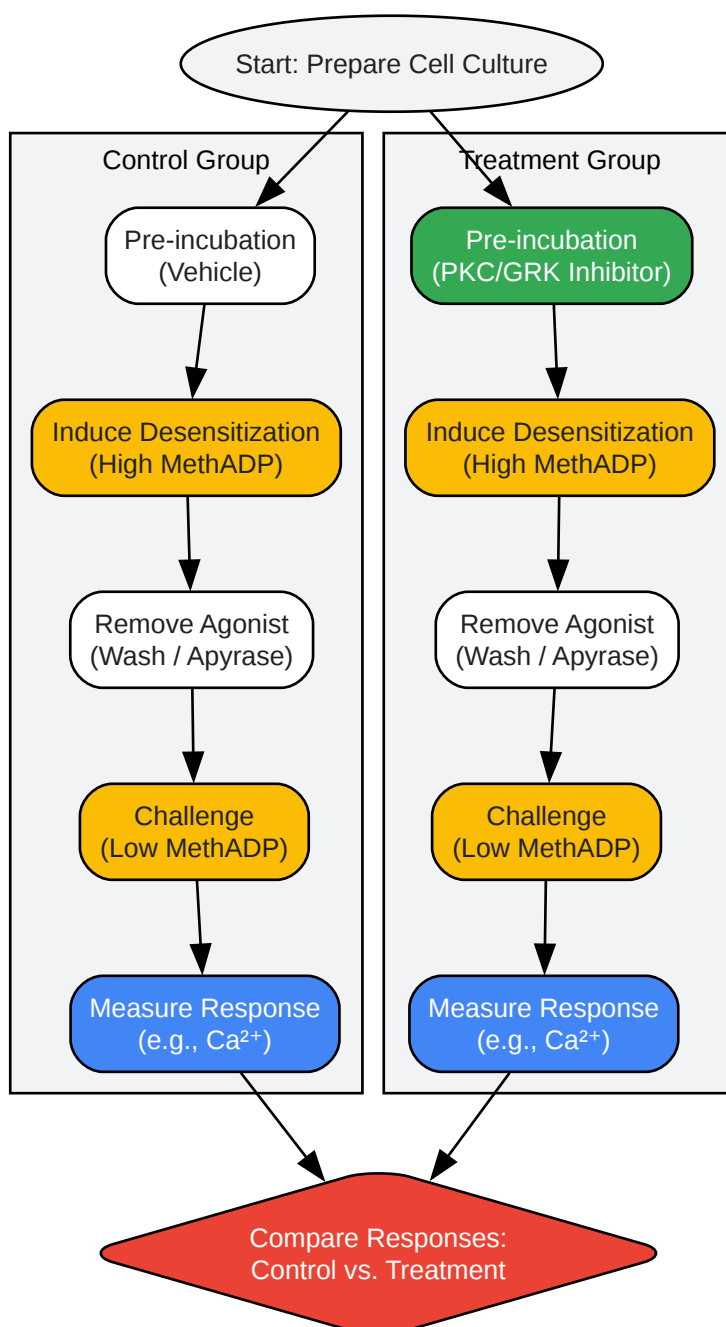 Start: Prepare Cell Culture
Control Group
Pre-incubation
(Vehicle)
Induce Desensitization
(High MethADP)
Remove Agonist
(Wash / Apyrase)
Challenge
(Low MethADP)
Measure Response
(e.g., Ca²⁺)
Treatment Group
Pre-incubation
(PKC/GRK Inhibitor)
Induce Desensitization
(High MethADP)
Remove Agonist
(Wash / Apyrase)
Challenge
(Low MethADP)
Measure Response
(e.g., Ca²⁺)
Compare Responses:
Control vs. Treatment